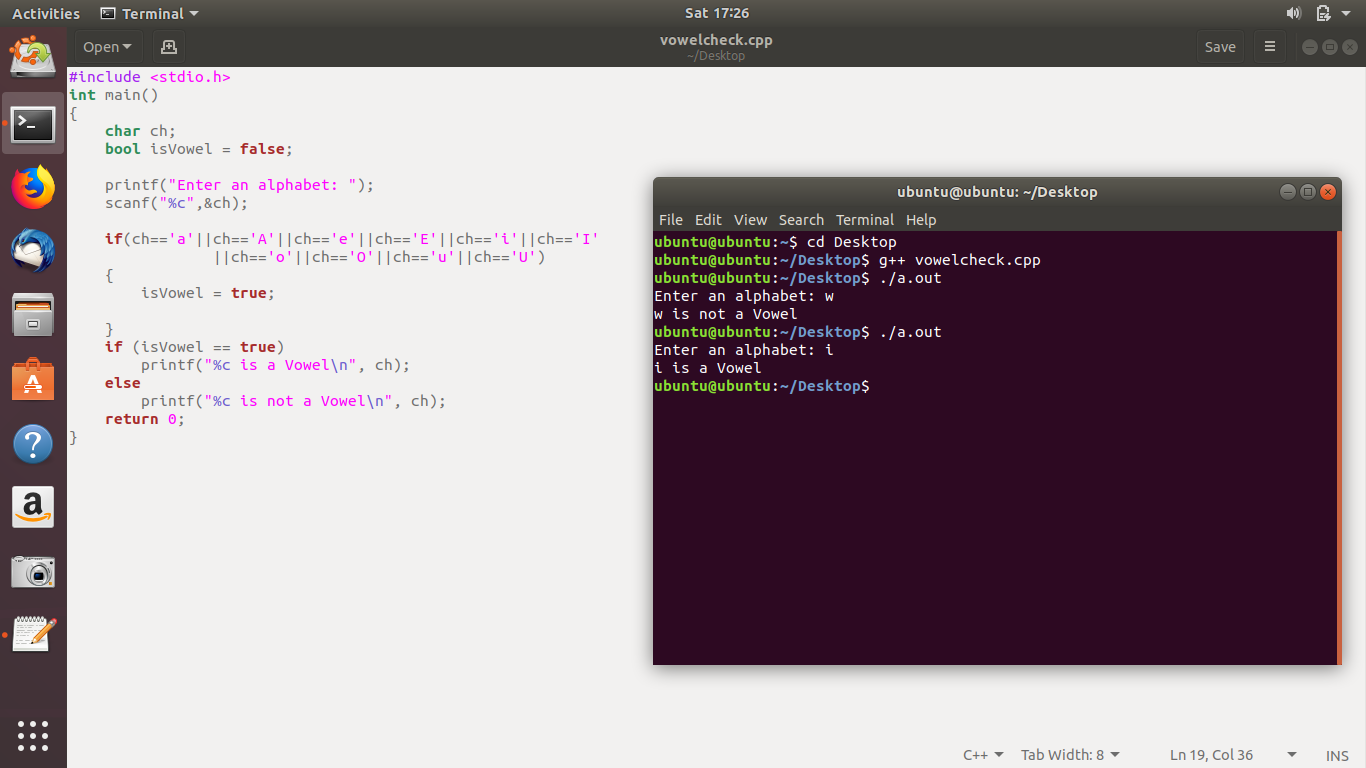 Activities Terminal Sat 17:26
Open vowelcheck.cpp Save
~/Desktop
#include <stdio.h>
int main()
{
    char ch;
    bool isVowel = false;

    printf("Enter an alphabet: ");
    scanf("%c",&ch);

    if(ch=='a'||ch=='A'||ch=='e'||ch=='E'||ch=='i'||ch=='I'
                ||ch=='o'||ch=='O'||ch=='u'||ch=='U')
    {
        isVowel = true;

    }
    if (isVowel == true)
        printf("%c is a Vowel\n", ch);
    else
        printf("%c is not a Vowel\n", ch);
    return 0;
}
ubuntu@ubuntu: ~/Desktop
File Edit View Search Terminal Help
ubuntu@ubuntu:~$ cd Desktop
ubuntu@ubuntu:~/Desktop$ g++ vowelcheck.cpp
ubuntu@ubuntu:~/Desktop$ ./a.out
Enter an alphabet: w
w is not a Vowel
ubuntu@ubuntu:~/Desktop$ ./a.out
Enter an alphabet: i
i is a Vowel
ubuntu@ubuntu:~/Desktop$
C++ Tab Width: 8 Ln 19, Col 36 INS